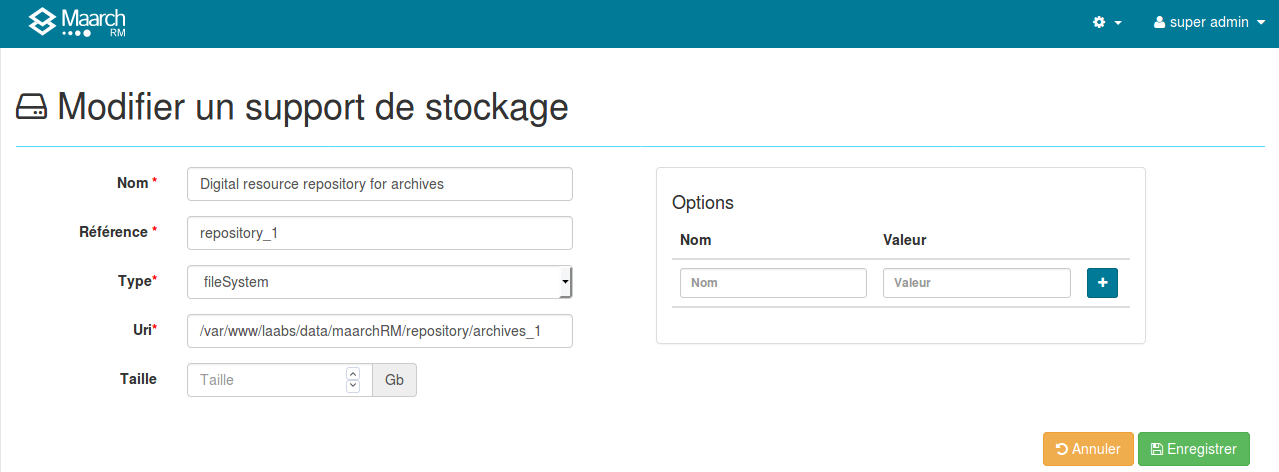 Maarch
RM
super admin
Modifier un support de stockage
Nom *
Digital resource repository for archives
Référence *
repository_1
Type*
fileSystem
Uri*
/var/www/laabs/data/maarchRM/repository/archives_1
Taille
Taille
Gb
Options
Nom
Valeur
Nom
Valeur
Annuler
Enregistrer